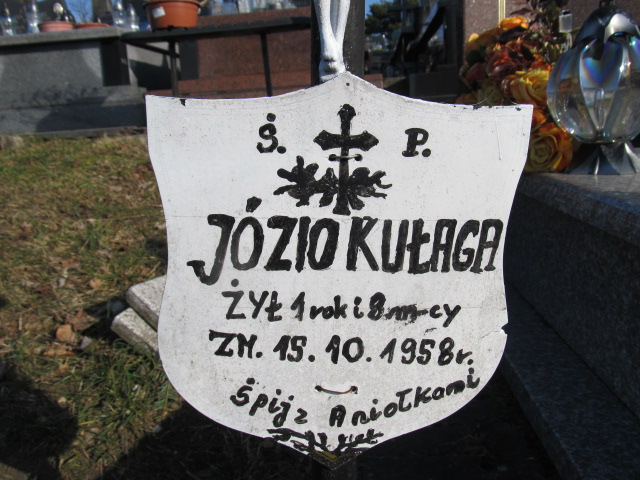 Ś. P.
JÓZIO KUŁAGA
ŻYŁ 1 rok i 8 m-cy
ZM. 15. 10. 1958 r.
Śpij z Aniołkami